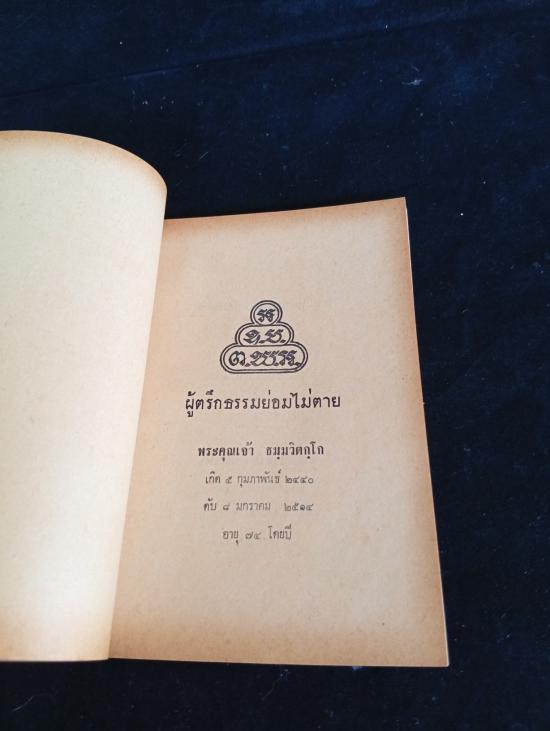 ผู้ตรึกธรรมย่อมไม่ตาย
พระคุณเจ้า ธมฺมวิตกฺโก
เกิด ๕ กุมภาพันธ์ ๒๔๔๐
ดับ ๘ มกราคม ๒๕๑๔
อายุ ๗๔ โดยปี